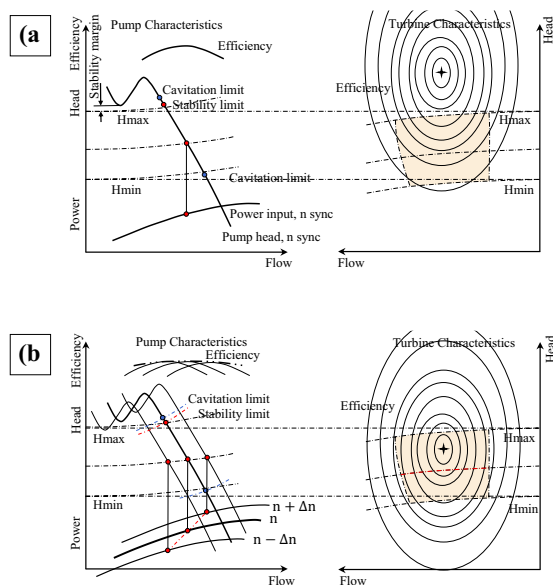 (a)
Pump Characteristics
Efficiency
Stability margin
Efficiency
Head
Cavitation limit
Stability limit
Hmax
Hmin
Cavitation limit
Power
Power input, n sync
Pump head, n sync
Flow
Turbine Characteristics
Head
Efficiency
Hmax
Hmin
Flow
(b)
Pump Characteristics
Efficiency
Efficiency
Head
Cavitation limit
Stability limit
Hmax
Hmin
Power
n + Δn
n
n − Δn
Flow
Turbine Characteristics
Head
Efficiency
Hmax
Hmin
Flow